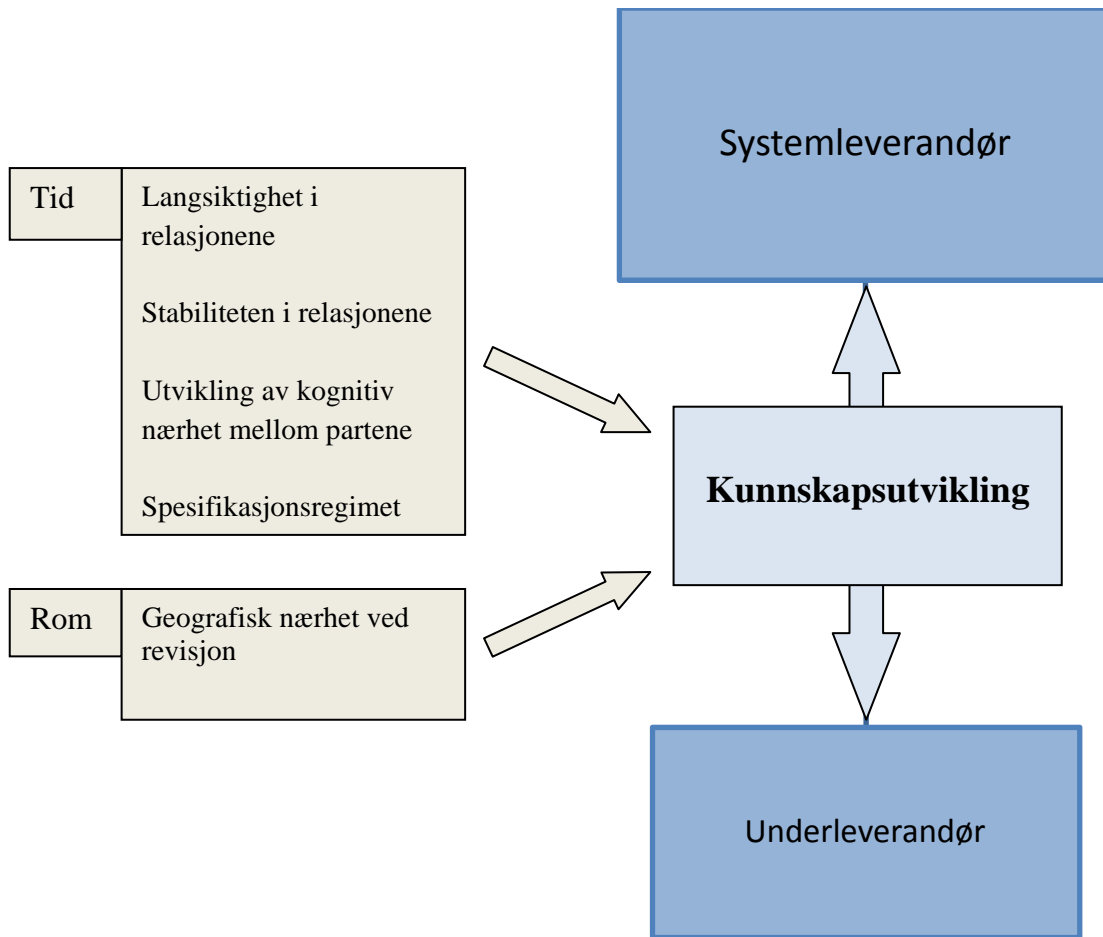 Systemleverandør
Tid
Langsiktighet i
relasjonene
Stabiliteten i relasjonene
Utvikling av kognitiv
nærhet mellom partene
Spesifikasjonsregimet
Kunnskapsutvikling
Rom
Geografisk nærhet ved
revisjon
Underleverandør